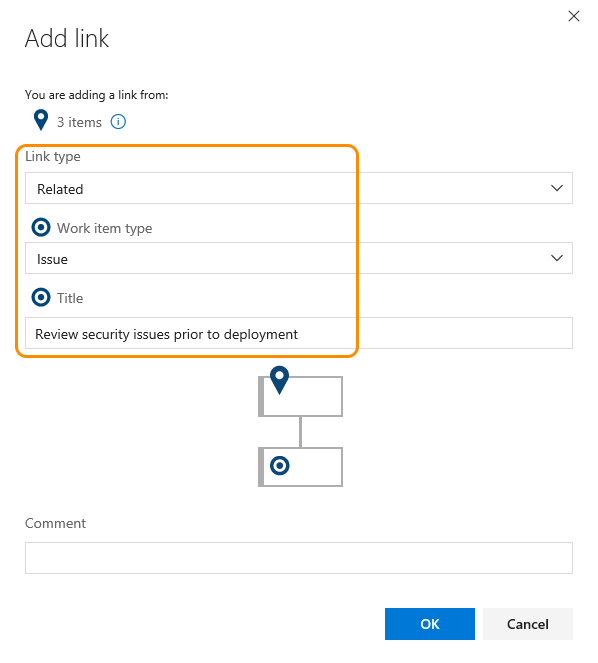 Add link
You are adding a link from:
3 items
Link type
Related
Work item type
Issue
Title
Review security issues prior to deployment
Comment
OK
Cancel